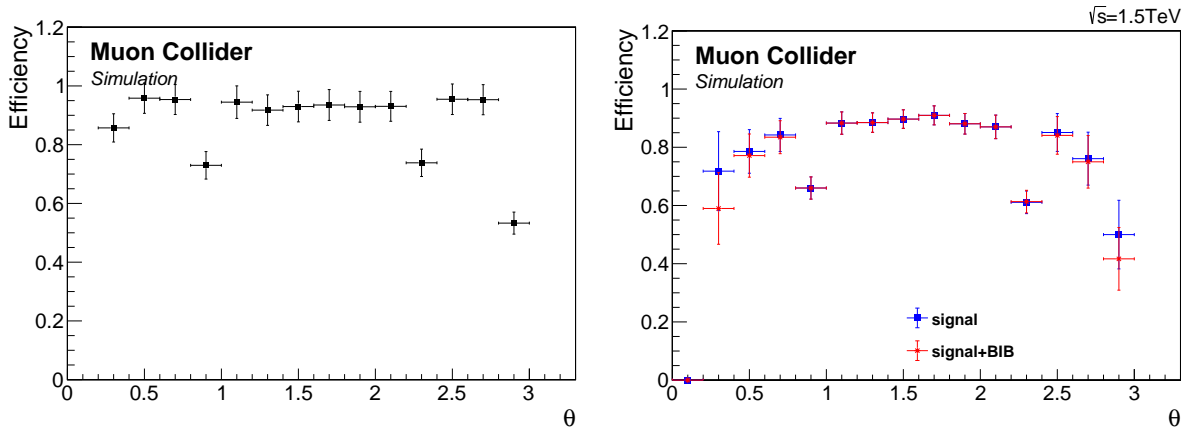 Muon Collider
Simulation
Efficiency
1.2
1
0.8
0.6
0.4
0.2
0
0 0.5 1 1.5 2 2.5 3
θ
√s=1.5TeV
Muon Collider
Simulation
Efficiency
1.2
1
0.8
0.6
0.4
0.2
0
signal
signal+BIB
0 0.5 1 1.5 2 2.5 3
θ